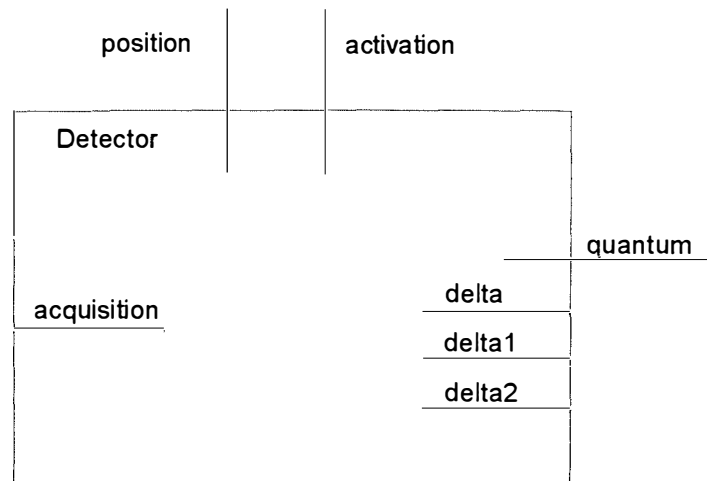 position
activation
Detector
quantum
delta
acquisition
delta1
delta2